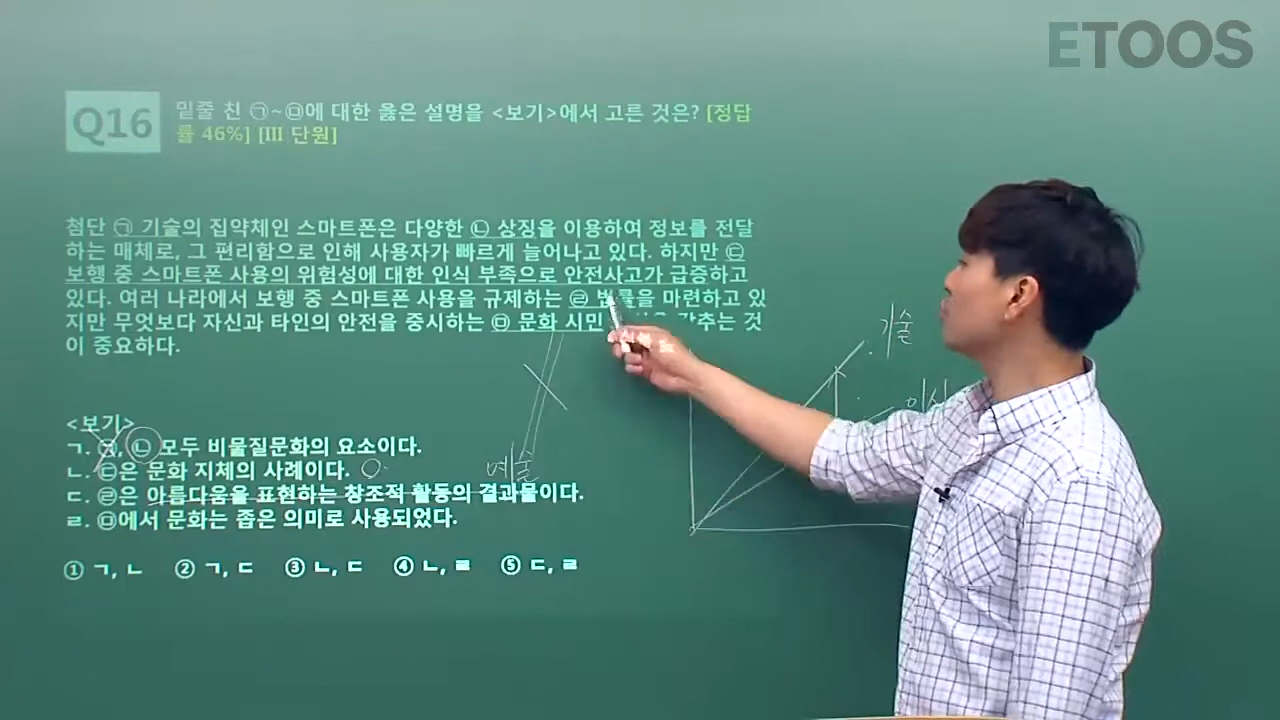 ETOOS
Q16
밑줄 친 ㉠~㉤에 대한 옳은 설명을 <보기>에서 고른 것은? [정답
률 46%] [III 단원]
첨단 ㉠ 기술의 집약체인 스마트폰은 다양한 ㉡ 상징을 이용하여 정보를 전달
하는 매체로, 그 편리함으로 인해 사용자가 빠르게 늘어나고 있다. 하지만 ㉢
보행 중 스마트폰 사용의 위험성에 대한 인식 부족으로 안전사고가 급증하고
있다. 여러 나라에서 보행 중 스마트폰 사용을 규제하는 ㉣ 법률을 마련하고 있
지만 무엇보다 자신과 타인의 안전을 중시하는 ㉤ 문화 시민 갖추는 것
이 중요하다.
기술
<보기>
ㄱ. ㉠, ㉡ 모두 비물질문화의 요소이다.
ㄴ. ㉢은 문화 지체의 사례이다.
예술
ㄷ. ㉣은 아름다움을 표현하는 창조적 활동의 결과물이다.
ㄹ. ㉤에서 문화는 좁은 의미로 사용되었다.
① ㄱ, ㄴ ② ㄱ, ㄷ ③ ㄴ, ㄷ ④ ㄴ, ㄹ ⑤ ㄷ, ㄹ